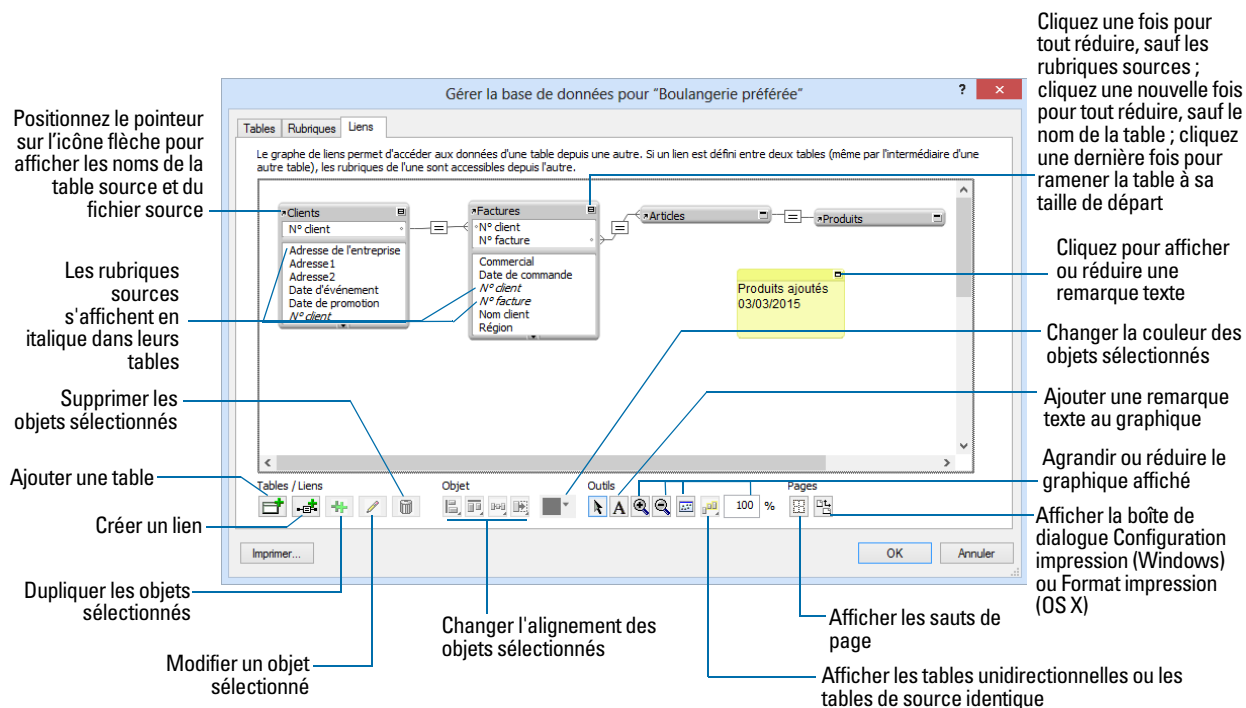 Cliquez une fois pour
tout réduire, sauf les
rubriques sources ;
cliquez une nouvelle fois
pour tout réduire, sauf le
nom de la table ; cliquez
une dernière fois pour
ramener la table à sa
taille de départ
Positionnez le pointeur
sur l'icône flèche pour
afficher les noms de la
table source et du
fichier source
Les rubriques
sources
s'affichent en
italique dans leurs
tables
Supprimer les
objets sélectionnés
Ajouter une table
Créer un lien
Dupliquer les objets
sélectionnés
Modifier un objet
sélectionné
Gérer la base de données pour "Boulangerie préférée"
?
×
Tables
Rubriques
Liens
Le graphe de liens permet d'accéder aux données d'une table depuis une autre. Si un lien est défini entre deux tables (même par l'intermédiaire d'une
autre table), les rubriques de l'une sont accessibles depuis l'autre.
Clients
N° client
Adresse de l'entreprise
Adresse1
Adresse2
Date d'événement
Date de promotion
N° client
=
Factures
N° client
N° facture
Commercial
Date de commande
N° client
N° facture
Nom client
Région
=
Articles
=
Produits
Produits ajoutés
03/03/2015
Tables / Liens
Objet
Outils
A
100 %
Pages
Imprimer...
OK
Annuler
Cliquez pour afficher
ou réduire une
remarque texte
Changer la couleur des
objets sélectionnés
Ajouter une remarque
texte au graphique
Agrandir ou réduire le
graphique affiché
Afficher la boîte de
dialogue Configuration
impression (Windows)
ou Format impression
(OS X)
Changer l'alignement des
objets sélectionnés
Afficher les sauts de
page
Afficher les tables unidirectionnelles ou les
tables de source identique